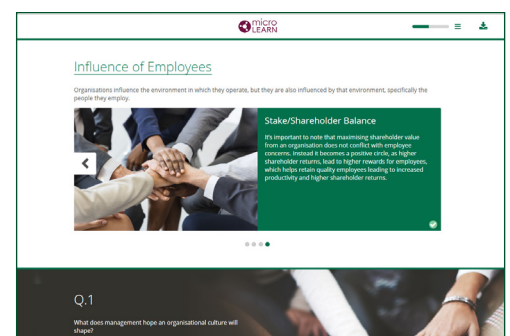 micro
LEARN
Influence of Employees
Organisations influence the environment in which they operate, but they are also influenced by that environment, specifically the
people they employ.
Stake/Shareholder Balance
It's important to note that maximising shareholder value
from an organisation does not conflict with employee
concerns. Instead it becomes a positive circle, as higher
shareholder returns, lead to higher rewards for employees,
which helps retain quality employees leading to increased
productivity and higher shareholder returns.
Q.1
What does management hope an organisational culture will
shape?